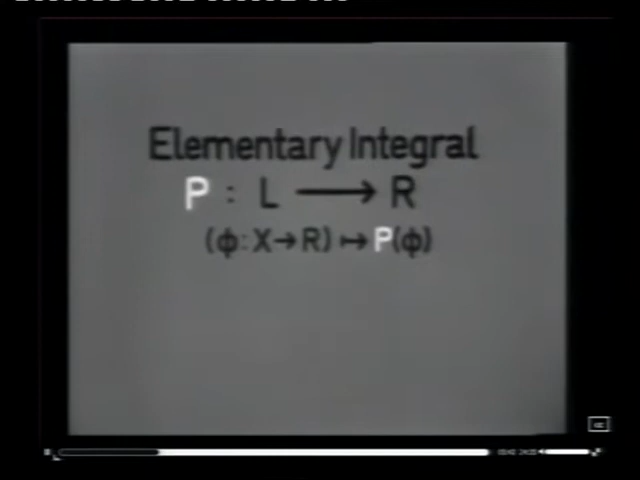 Elementary Integral
P : L ⟶ R
(ϕ:X→R) ↦ P(ϕ)